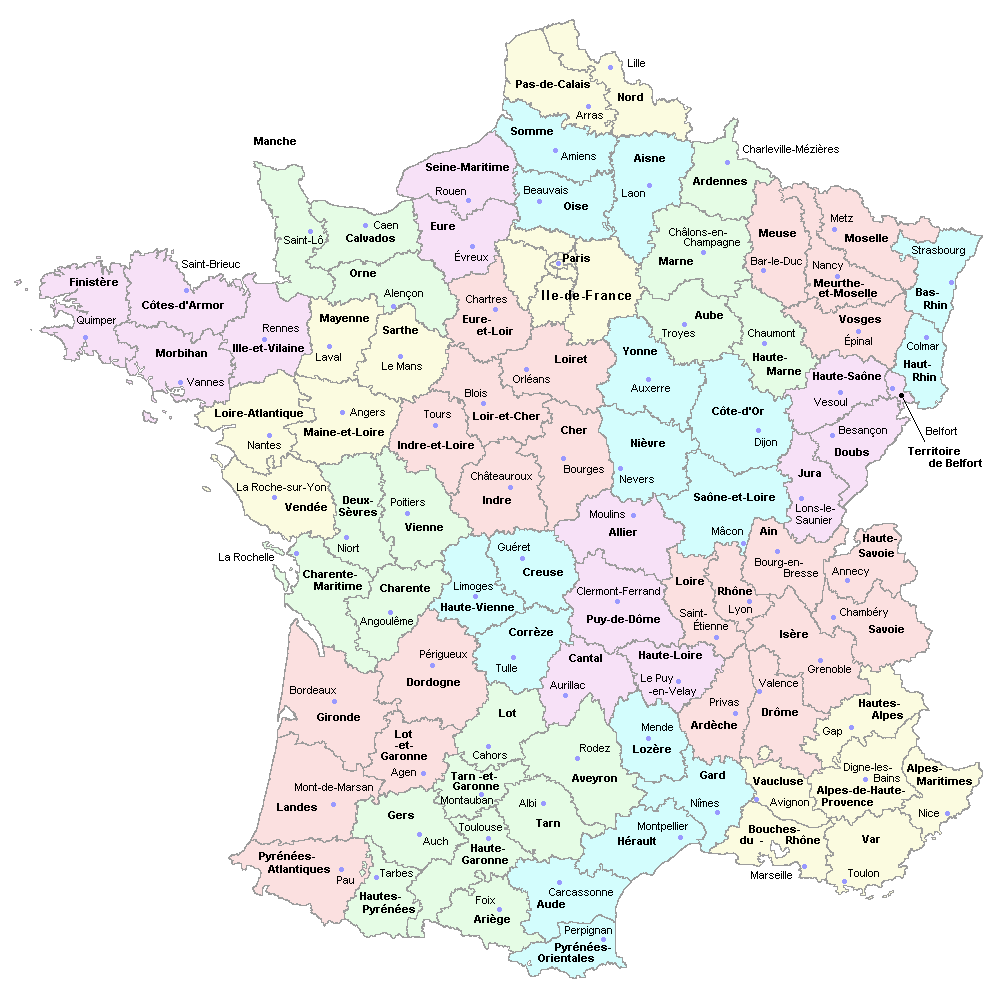 Lille
Pas-de-Calais
Nord
Arras
Somme
Manche
Charleville-Mézières
Amiens
Aisne
Seine-Maritime
Ardennes
Rouen
Beauvais
Laon
Oise
Metz
Saint-Lô
Caen
Calvados
Eure
Châlons-en-
Champagne
Meuse
Moselle
Strasbourg
Évreux
Paris
Marne
Bar-le-Duc
Nancy
Saint-Brieuc
Orne
Meurthe-
et-Moselle
Finistère
Côtes-d'Armor
Alençon
Chartres
Ile-de-France
Bas-
Rhin
Quimper
Rennes
Mayenne
Sarthe
Eure-
et-Loir
Aube
Troyes
Vosges
Épinal
Morbihan
Ille-et-Vilaine
Laval
Le Mans
Loiret
Yonne
Chaumont
Haute-
Marne
Colmar
Haut-
Rhin
Vannes
Orléans
Auxerre
Haute-Saône
Vesoul
Loire-Atlantique
Angers
Blois
Loir-et-Cher
Côte-d'Or
Maine-et-Loire
Tours
Cher
Besançon
Belfort
Nantes
Indre-et-Loire
Nièvre
Dijon
Doubs
Territoire
de Belfort
Châteauroux
Bourges
Nevers
Jura
La Roche-sur-Yon
Vendée
Deux-
Sèvres
Poitiers
Vienne
Indre
Saône-et-Loire
Lons-le-
Saunier
Moulins
Allier
Mâcon
Ain
Haute-
Savoie
La Rochelle
Niort
Guéret
Creuse
Bourg-en-
Bresse
Annecy
Charente-
Maritime
Charente
Limoges
Haute-Vienne
Clermont-Ferrand
Loire
Rhône
Lyon
Angoulême
Puy-de-Dôme
Saint-
Étienne
Chambéry
Savoie
Corrèze
Isère
Périgueux
Tulle
Cantal
Haute-Loire
Grenoble
Dordogne
Aurillac
Le Puy
-en-Velay
Valence
Bordeaux
Gironde
Lot
Privas
Ardèche
Drôme
Hautes-
Alpes
Lot
-et-
Garonne
Cahors
Rodez
Mende
Lozère
Gap
Agen
Tarn -et-
Garonne
Aveyron
Gard
Vaucluse
Digne-les-
Bains
Alpes-
Maritimes
Mont-de-Marsan
Landes
Montauban
Albi
Nîmes
Avignon
Alpes-de-Haute-
Provence
Nice
Gers
Auch
Toulouse
Tarn
Montpellier
Hérault
Bouches-
du - Rhône
Var
Haute-
Garonne
Pyrénées-
Atlantiques
Pau
Tarbes
Marseille
Toulon
Hautes-
Pyrénées
Foix
Ariège
Carcassonne
Aude
Perpignan
Pyrénées-
Orientales